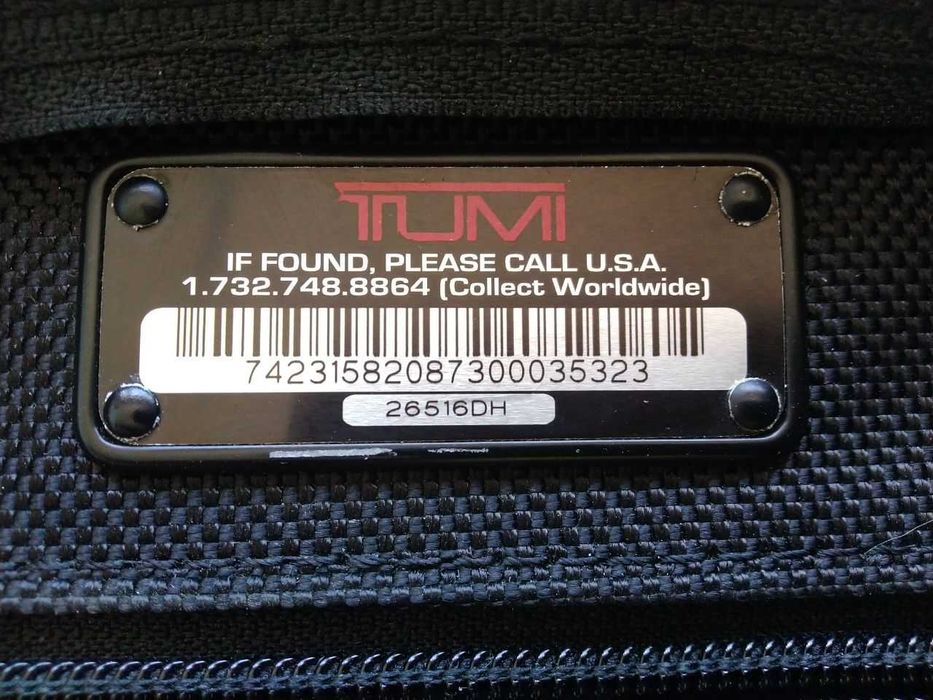 TUMI
IF FOUND, PLEASE CALL U.S.A.
1.732.748.8864 (Collect Worldwide)
74231582087300035323
26516DH